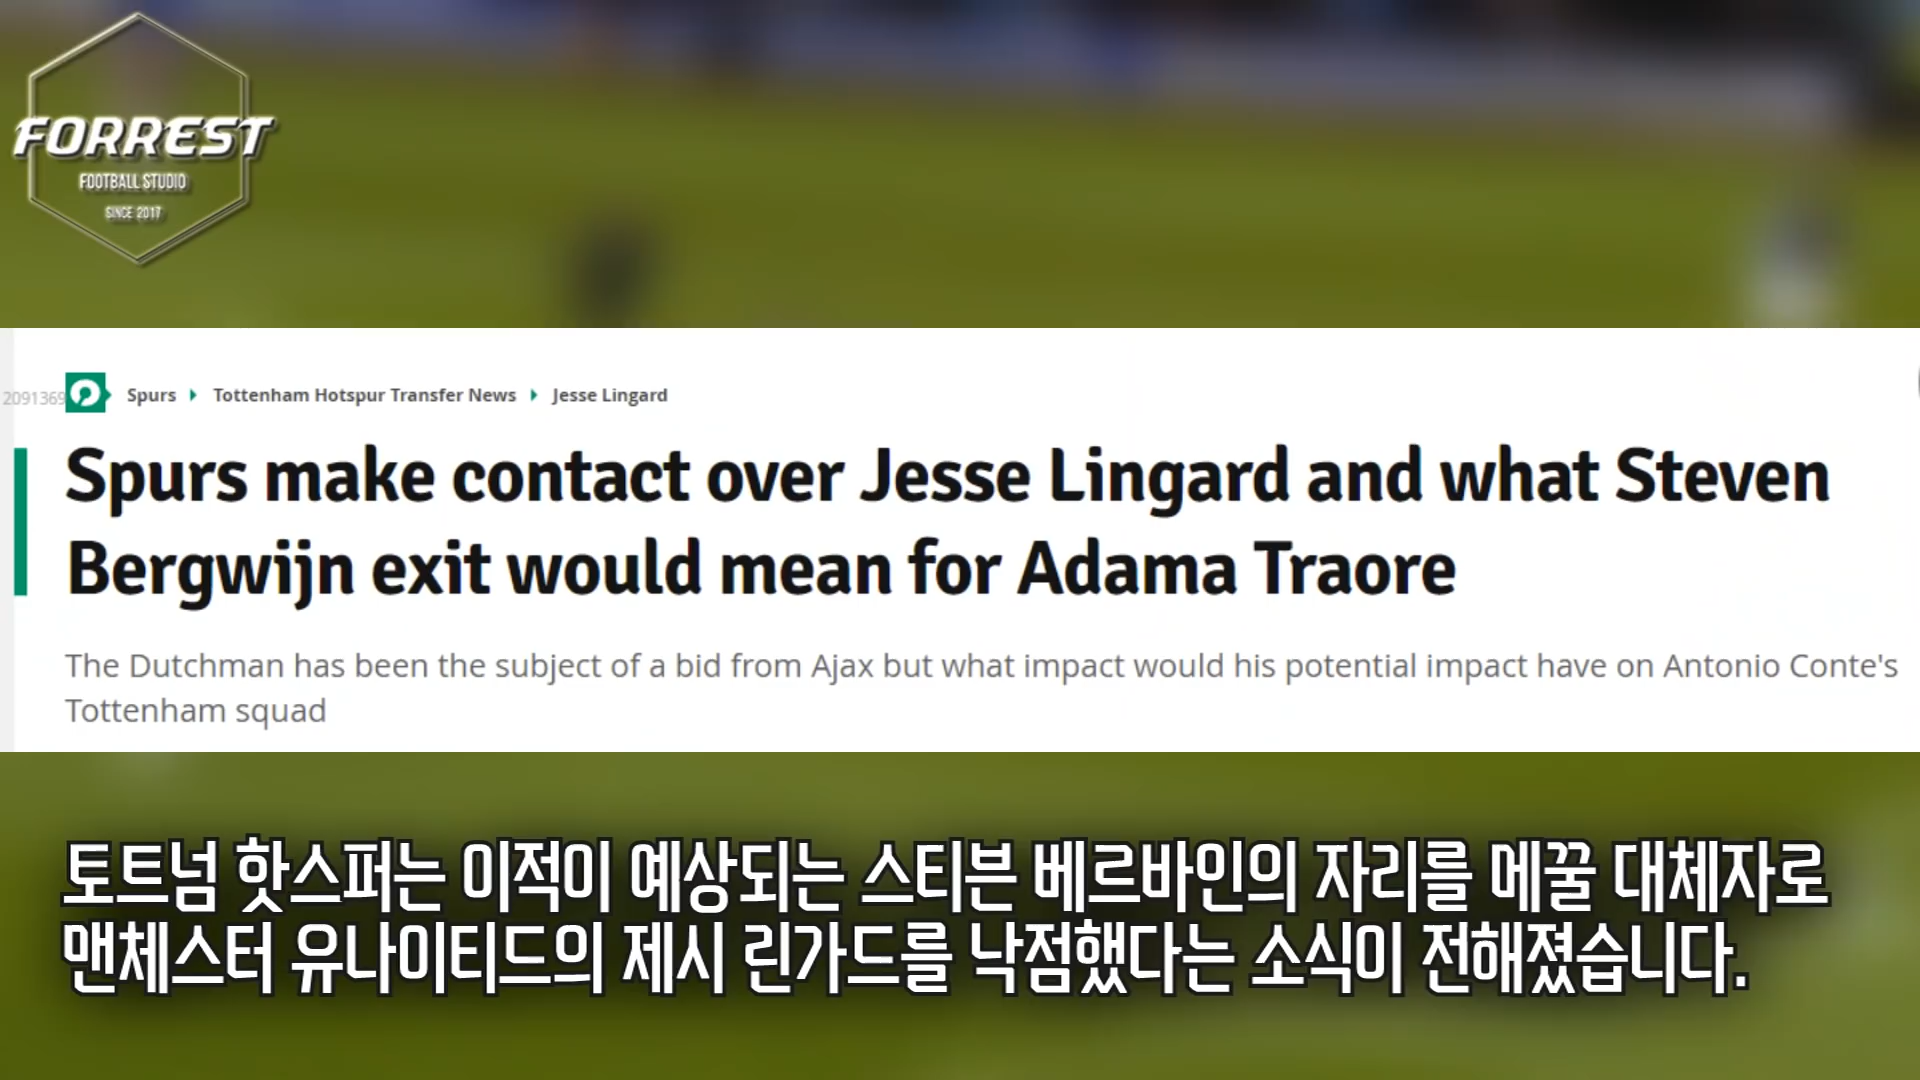 FORREST
FOOTBALL STUDIO
SINCE 2017
2091369
Spurs Tottenham Hotspur Transfer News Jesse Lingard
Spurs make contact over Jesse Lingard and what Steven
Bergwijn exit would mean for Adama Traore
The Dutchman has been the subject of a bid from Ajax but what impact would his potential impact have on Antonio Conte's
Tottenham squad
토트넘 핫스퍼는 이적이 예상되는 스티븐 베르바인의 자리를 메꿀 대체자로
맨체스터 유나이티드의 제시 린가드를 낙점했다는 소식이 전해졌습니다.